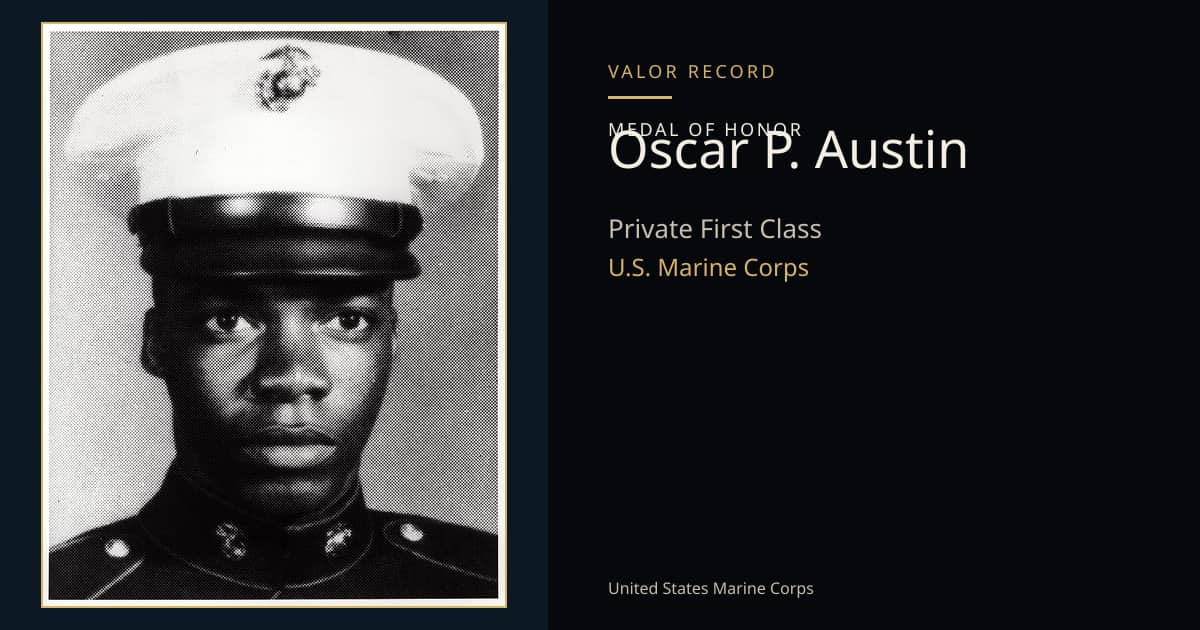 VALOR RECORD
MEDAL OF HONOR
Oscar P. Austin
Private First Class
U.S. Marine Corps
United States Marine Corps